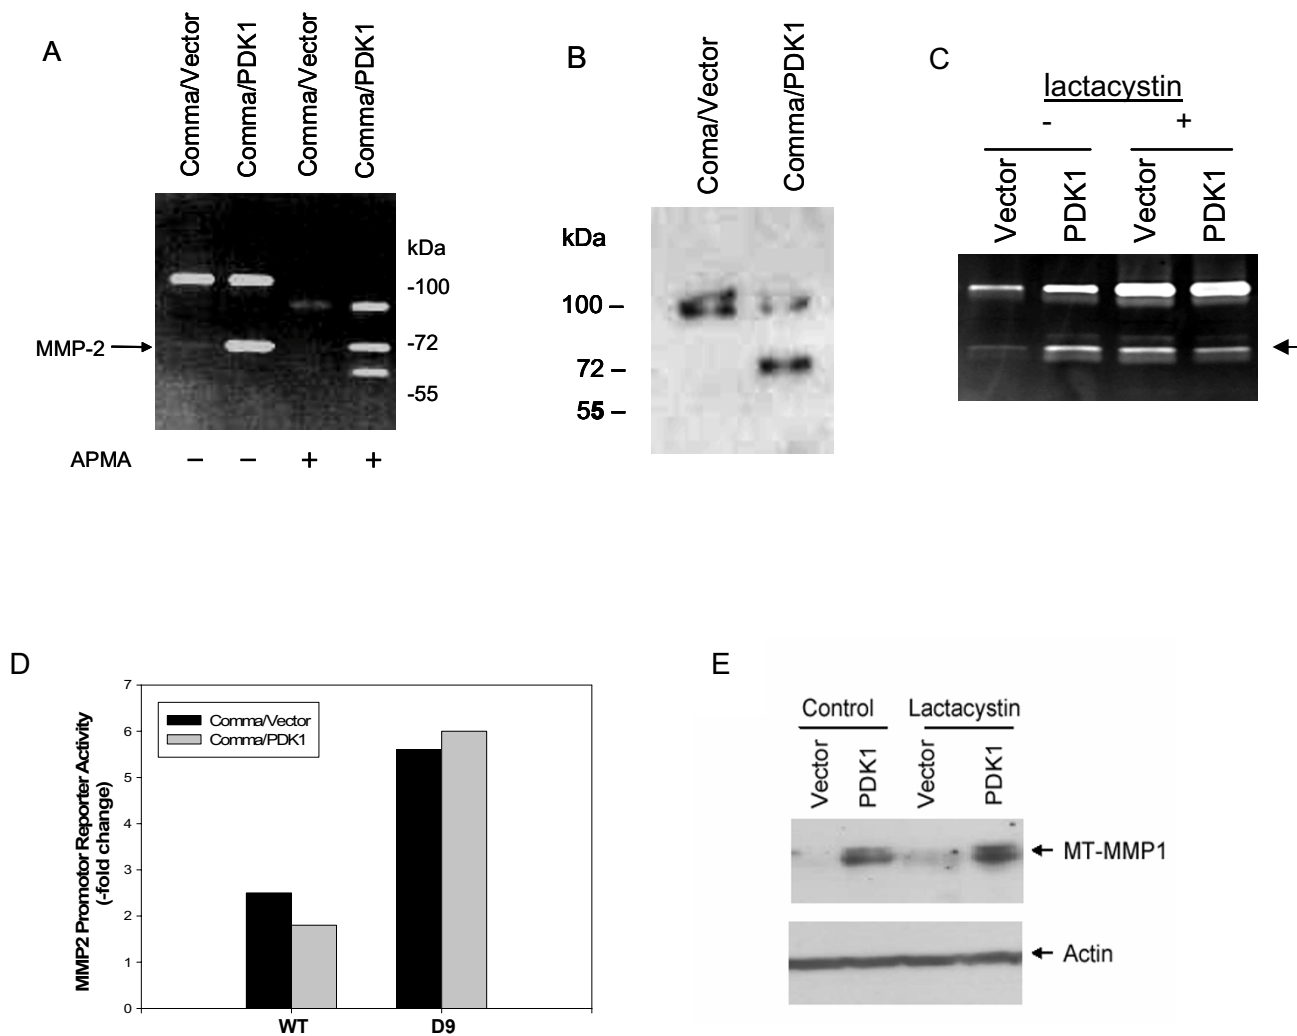 A
Comma/Vector
Comma/PDK1
Comma/Vector
Comma/PDK1
kDa
-100
-72
-55
MMP-2
APMA
– – + +
B
Coma/Vector
Comma/PDK1
kDa
100 –
72 –
55 –
C
lactacystin
- +
Vector
PDK1
Vector
PDK1
D
MMP2 Promotor Reporter Activity
(-fold change)
7
6
5
4
3
2
1
0
Comma/Vector
Comma/PDK1
WT D9
E
Control Lactacystin
Vector
PDK1
Vector
PDK1
MT-MMP1
Actin